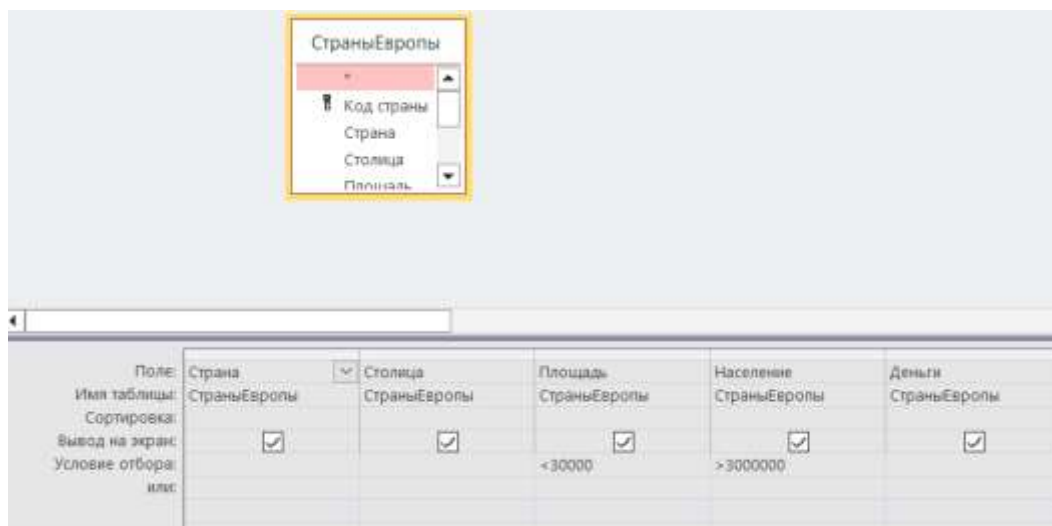 СтраныЕвропы
*
Код страны
Страна
Столица
Площадь
Поле: Страна Столица Площадь Население Деньги
Имя таблицы: СтраныЕвропы СтраныЕвропы СтраныЕвропы СтраныЕвропы СтраныЕвропы
Сортировка:
Вывод на экран:
Условие отбора: <30000 >3000000
или: